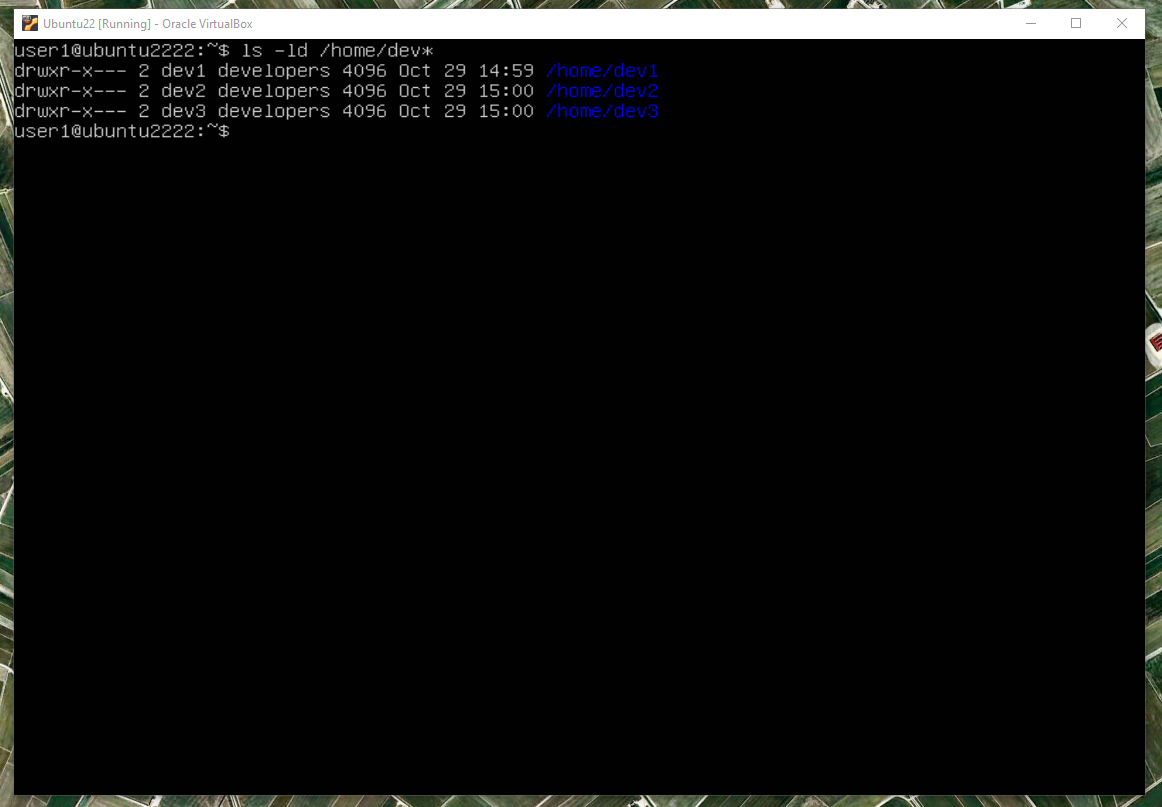 Ubuntu22 [Running] - Oracle VirtualBox
user1@ubuntu2222:~$ ls -ld /home/dev*
drwxr-x--- 2 dev1 developers 4096 Oct 29 14:59 /home/dev1
drwxr-x--- 2 dev2 developers 4096 Oct 29 15:00 /home/dev2
drwxr-x--- 2 dev3 developers 4096 Oct 29 15:00 /home/dev3
user1@ubuntu2222:~$